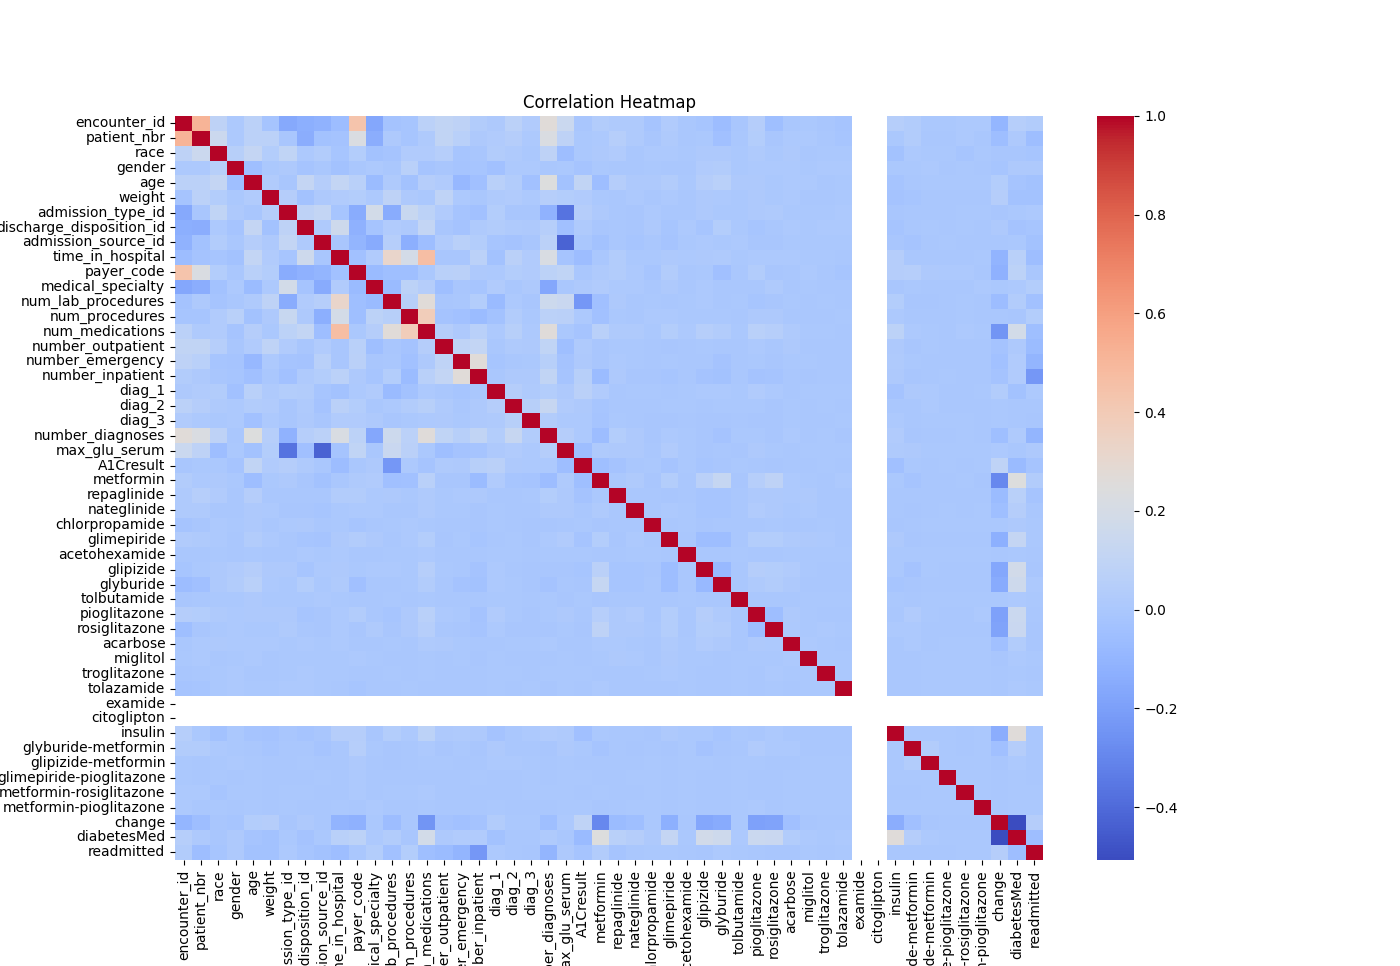 Correlation Heatmap
encounter_id
patient_nbr
race
gender
age
weight
admission_type_id
discharge_disposition_id
admission_source_id
time_in_hospital
payer_code
medical_specialty
num_lab_procedures
num_procedures
num_medications
number_outpatient
number_emergency
number_inpatient
diag_1
diag_2
diag_3
number_diagnoses
max_glu_serum
A1Cresult
metformin
repaglinide
nateglinide
chlorpropamide
glimepiride
acetohexamide
glipizide
glyburide
tolbutamide
pioglitazone
rosiglitazone
acarbose
miglitol
troglitazone
tolazamide
examide
citoglipton
insulin
glyburide-metformin
glipizide-metformin
glimepiride-pioglitazone
metformin-rosiglitazone
metformin-pioglitazone
change
diabetesMed
readmitted
encounter_id
patient_nbr
race
gender
age
weight
ission_type_id
disposition_id
ion_source_id
e_in_hospital
payer_code
ical_specialty
b_procedures
m_procedures
_medications
er_outpatient
er_emergency
ber_inpatient
diag_1
diag_2
diag_3
er_diagnoses
ax_glu_serum
A1Cresult
metformin
repaglinide
nateglinide
lorpropamide
glimepiride
cetohexamide
glipizide
glyburide
tolbutamide
pioglitazone
rosiglitazone
acarbose
miglitol
troglitazone
tolazamide
examide
citoglipton
insulin
de-metformin
de-metformin
e-pioglitazone
-rosiglitazone
n-pioglitazone
change
diabetesMed
readmitted
1.0
0.8
0.6
0.4
0.2
0.0
−0.2
−0.4